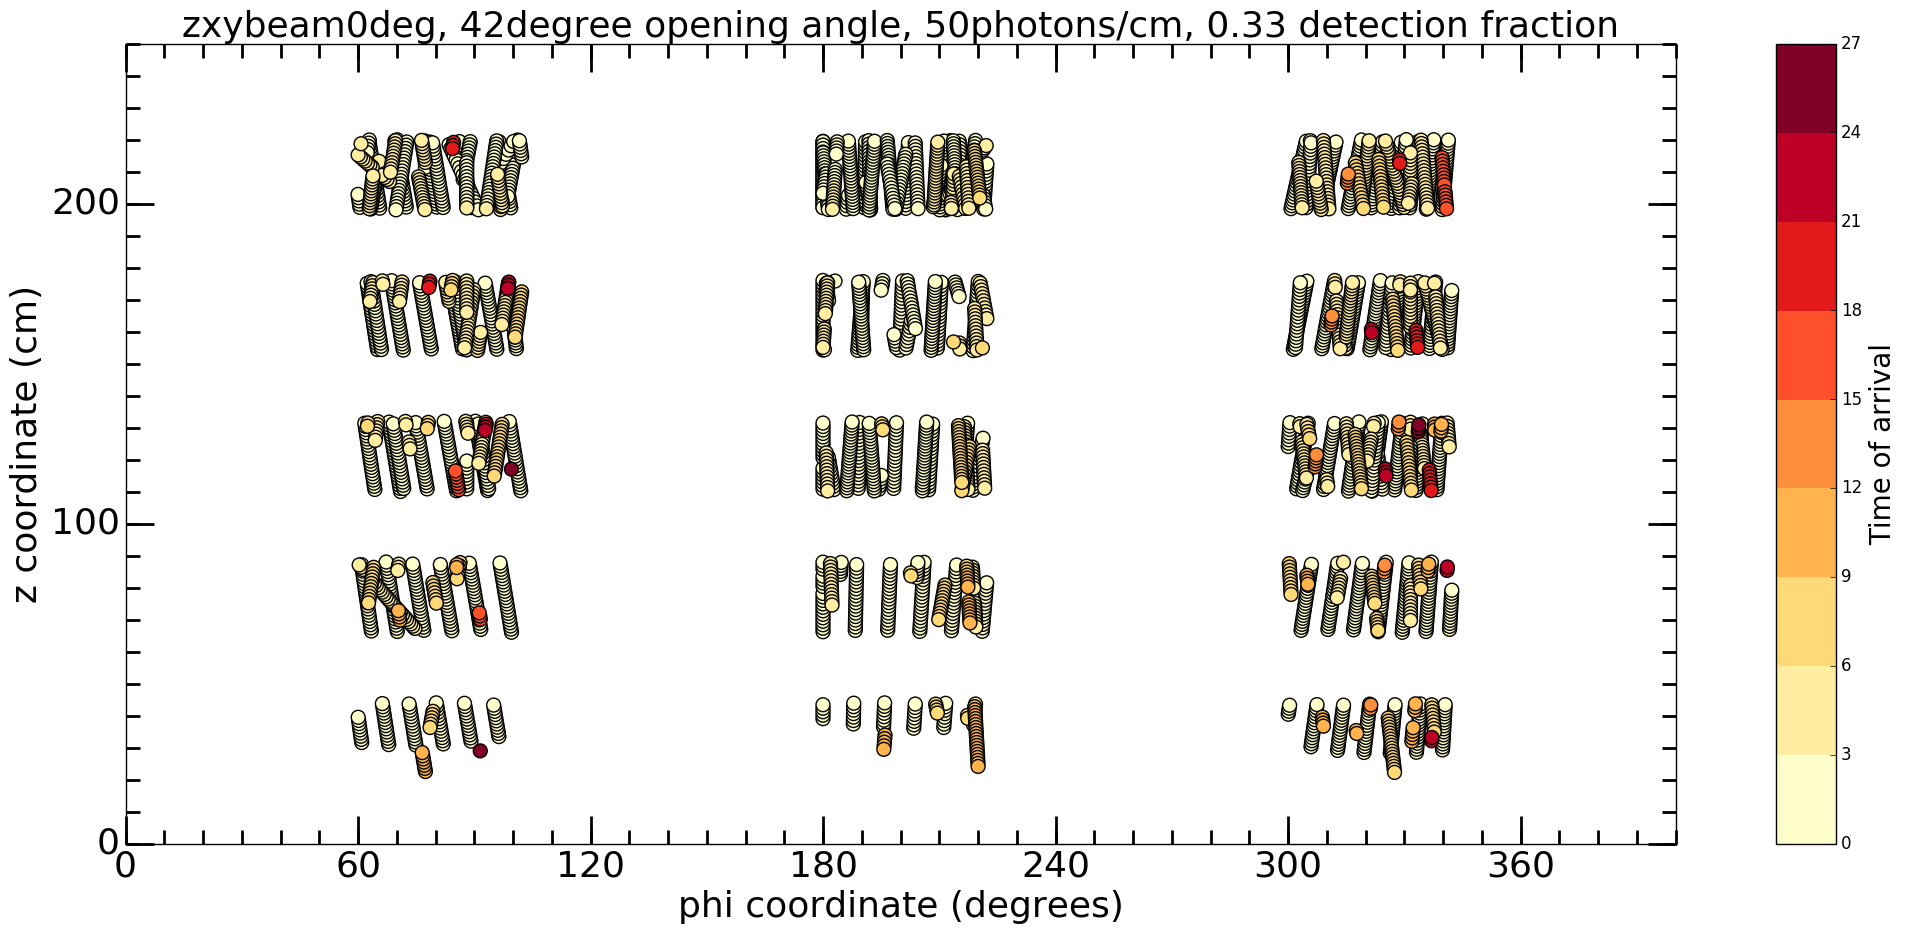 zxybeam0deg, 42degree opening angle, 50photons/cm, 0.33 detection fraction
z coordinate (cm)
200
100
0
0 60 120 180 240 300 360
phi coordinate (degrees)
27
24
21
18
15
12
9
6
3
0
Time of arrival